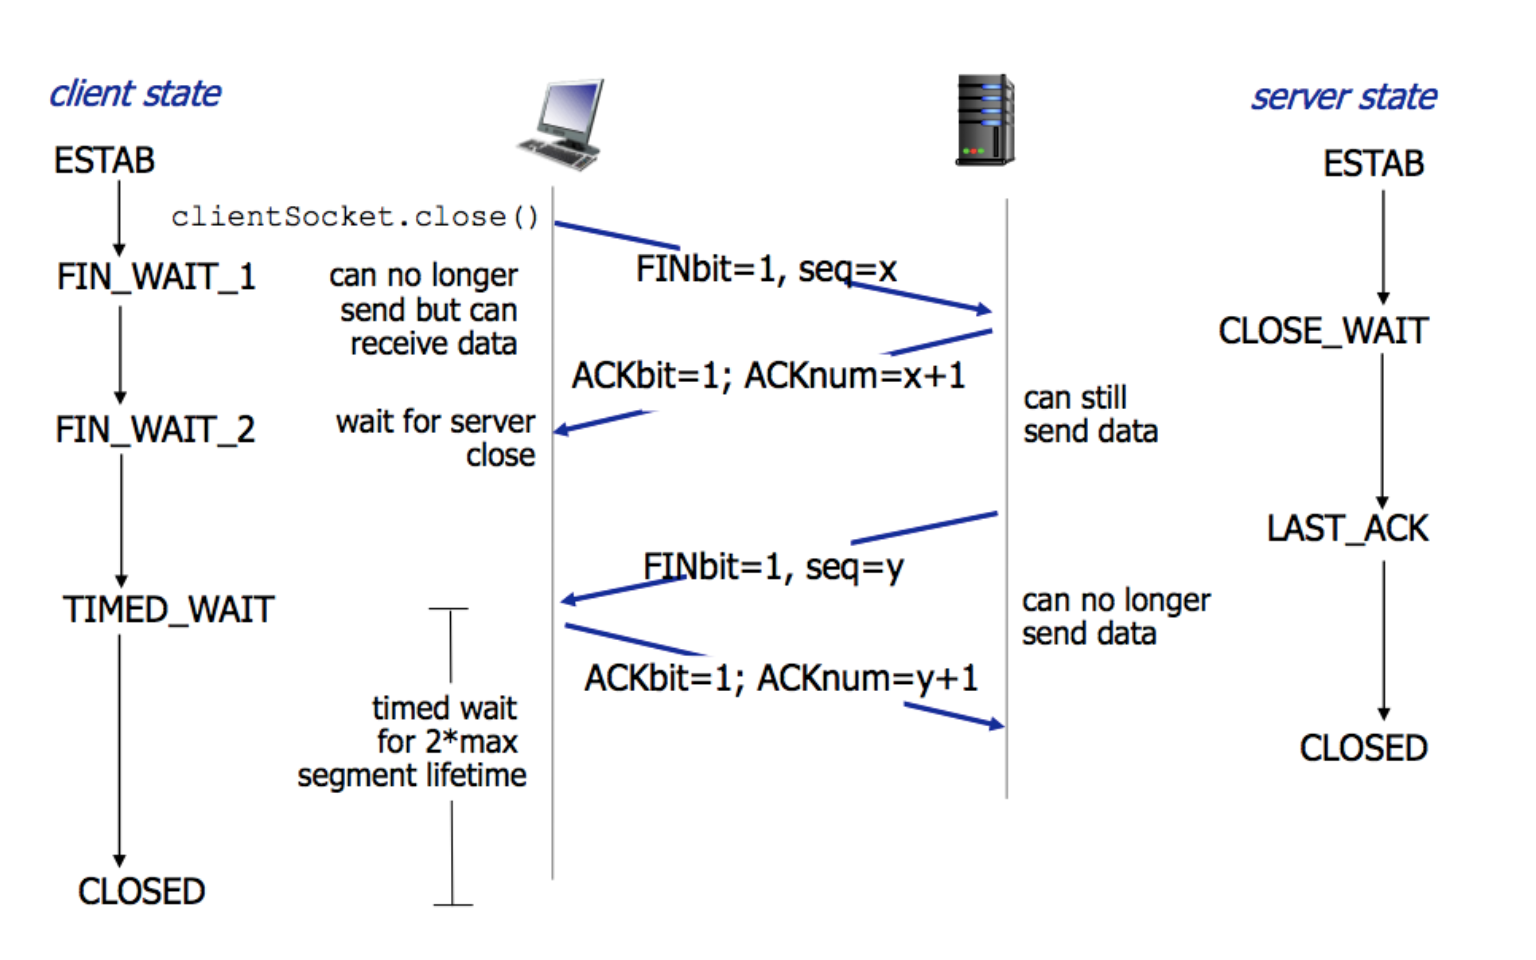 client state
server state
ESTAB
ESTAB
clientSocket.close()
FIN_WAIT_1
can no longer
send but can
receive data
FINbit=1, seq=x
CLOSE_WAIT
ACKbit=1; ACKnum=x+1
can still
send data
FIN_WAIT_2
wait for server
close
LAST_ACK
FINbit=1, seq=y
TIMED_WAIT
can no longer
send data
ACKbit=1; ACKnum=y+1
timed wait
for 2*max
segment lifetime
CLOSED
CLOSED